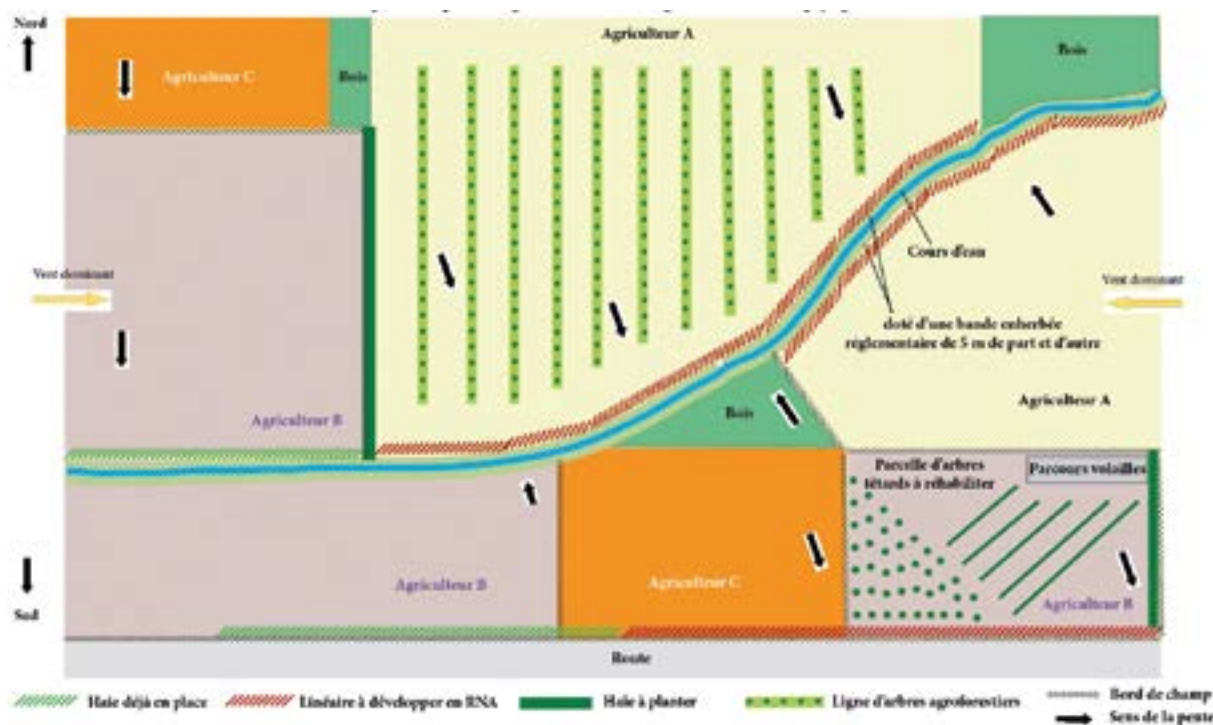 Nord
Agriculteur A
Agriculteur C
Bois
Bois
Cours d'eau
Vent dominant
Vent dominant
doté d'une bande enherbée
réglementaire de 5 m de part et d'autre
Agriculteur B
Bois
Agriculteur A
Parcelle d'arbres
têtards à réhabiliter
Parcours volailles
Agriculteur B
Agriculteur C
Agriculteur B
Sud
Route
Haie déjà en place
Linéaire à développer en RNA
Haie à planter
Ligne d'arbres agroforestiers
Bord de champ
Sens de la pente